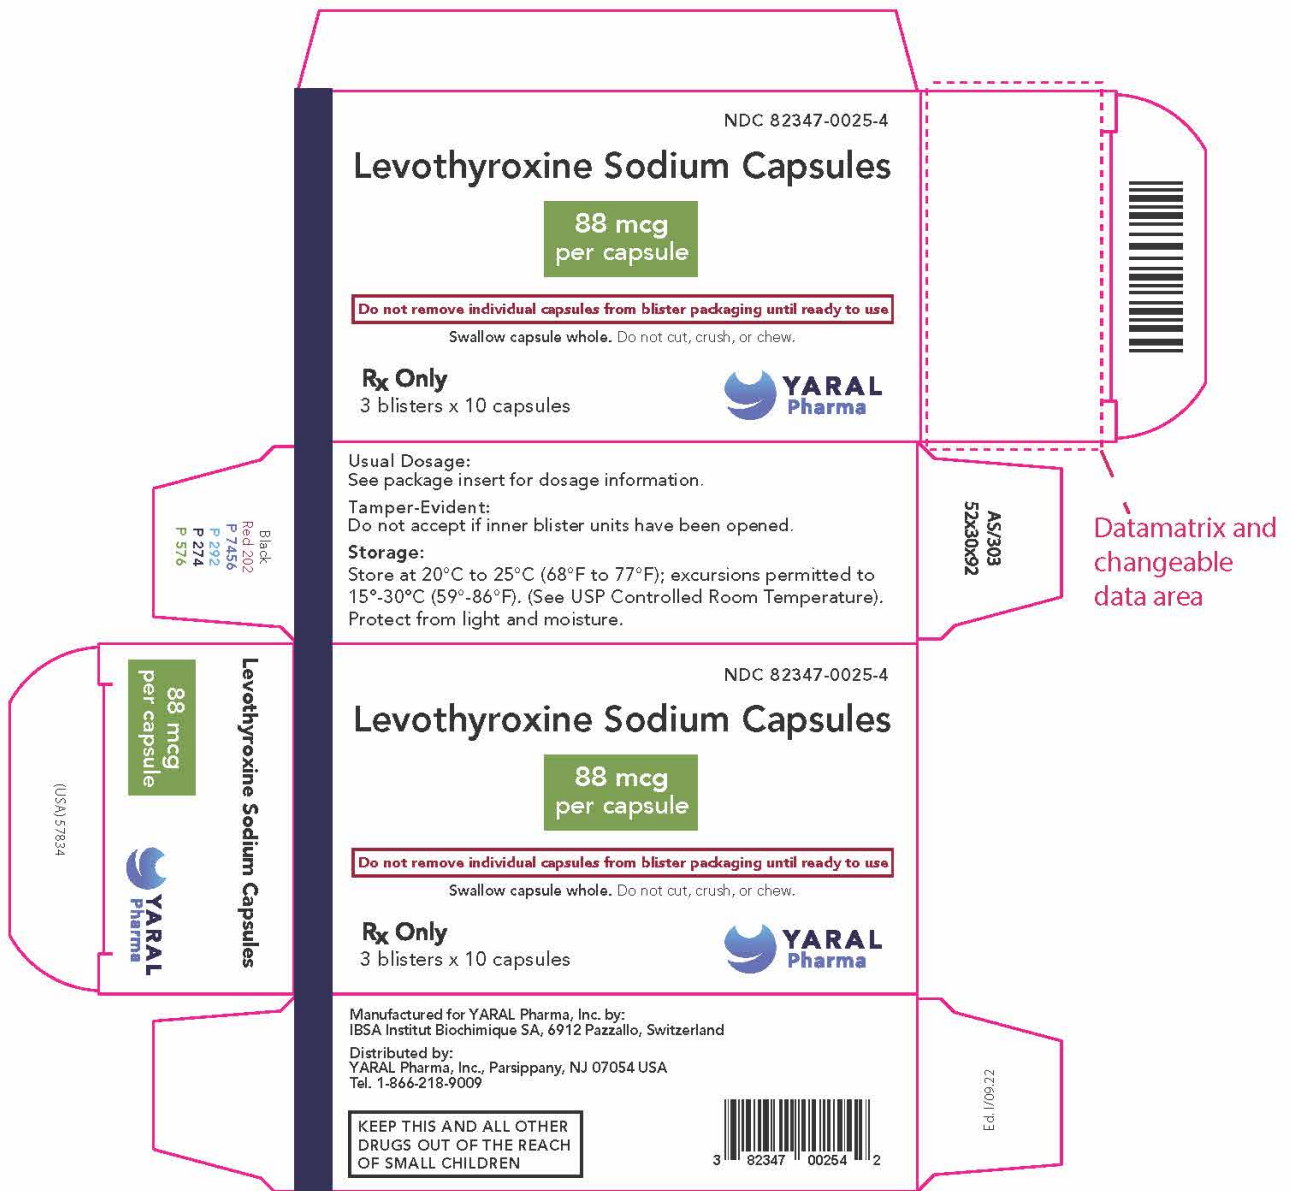 NDC 82347-0025-4
Levothyroxine Sodium Capsules
88 mcg
per capsule
Do not remove individual capsules from blister packaging until ready to use
Swallow capsule whole. Do not cut, crush, or chew.
Rx Only
3 blisters x 10 capsules
YARAL
Pharma
Usual Dosage:
See package insert for dosage information.
Tamper-Evident:
Do not accept if inner blister units have been opened.
Storage:
Store at 20°C to 25°C (68°F to 77°F); excursions permitted to
15°-30°C (59°-86°F). (See USP Controlled Room Temperature).
Protect from light and moisture.
Black
Red 202
P 7456
P 292
P 274
P 576
AS/303
52x30x92
Datamatrix and
changeable
data area
NDC 82347-0025-4
Levothyroxine Sodium Capsules
88 mcg
per capsule
Do not remove individual capsules from blister packaging until ready to use
Swallow capsule whole. Do not cut, crush, or chew.
Rx Only
3 blisters x 10 capsules
YARAL
Pharma
Levothyroxine Sodium Capsules
88 mcg
per capsule
YARAL
Pharma
(USA) 57834
Manufactured for YARAL Pharma, Inc. by:
IBSA Institut Biochimique SA, 6912 Pazzallo, Switzerland
Distributed by:
YARAL Pharma, Inc., Parsippany, NJ 07054 USA
Tel. 1-866-218-9009
KEEP THIS AND ALL OTHER
DRUGS OUT OF THE REACH
OF SMALL CHILDREN
3 82347 00254 2
Ed. I/09.22